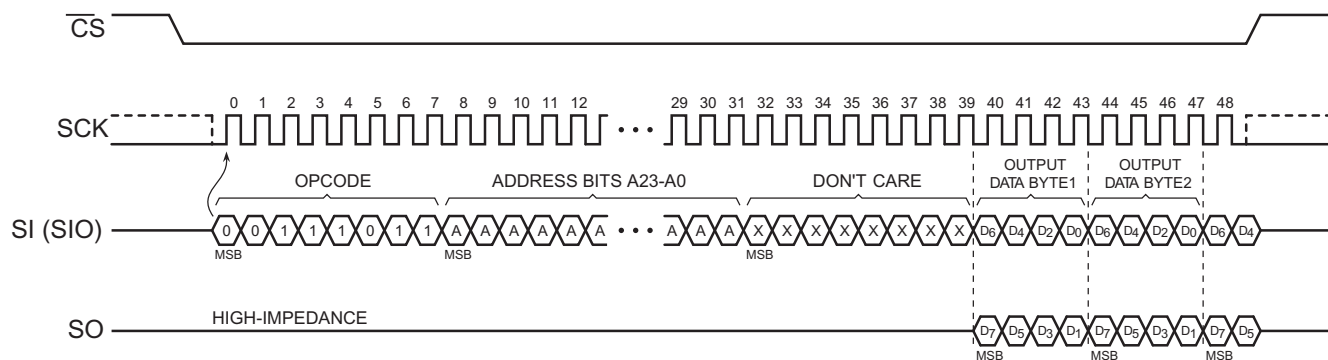 CS
0 1 2 3 4 5 6 7 8 9 10 11 12 29 30 31 32 33 34 35 36 37 38 39 40 41 42 43 44 45 46 47 48
SCK
OPCODE
ADDRESS BITS A23-A0
DON'T CARE
OUTPUT
DATA BYTE1
OUTPUT
DATA BYTE2
SI (SIO)
0 0 1 1 1 0 1 1 A A A A A A A A A X X X X X X X X D6 D4 D2 D0 D6 D4 D2 D0 D6 D4
MSB MSB MSB
HIGH-IMPEDANCE
SO
D7 D5 D3 D1 D7 D5 D3 D1 D7 D5
MSB MSB MSB